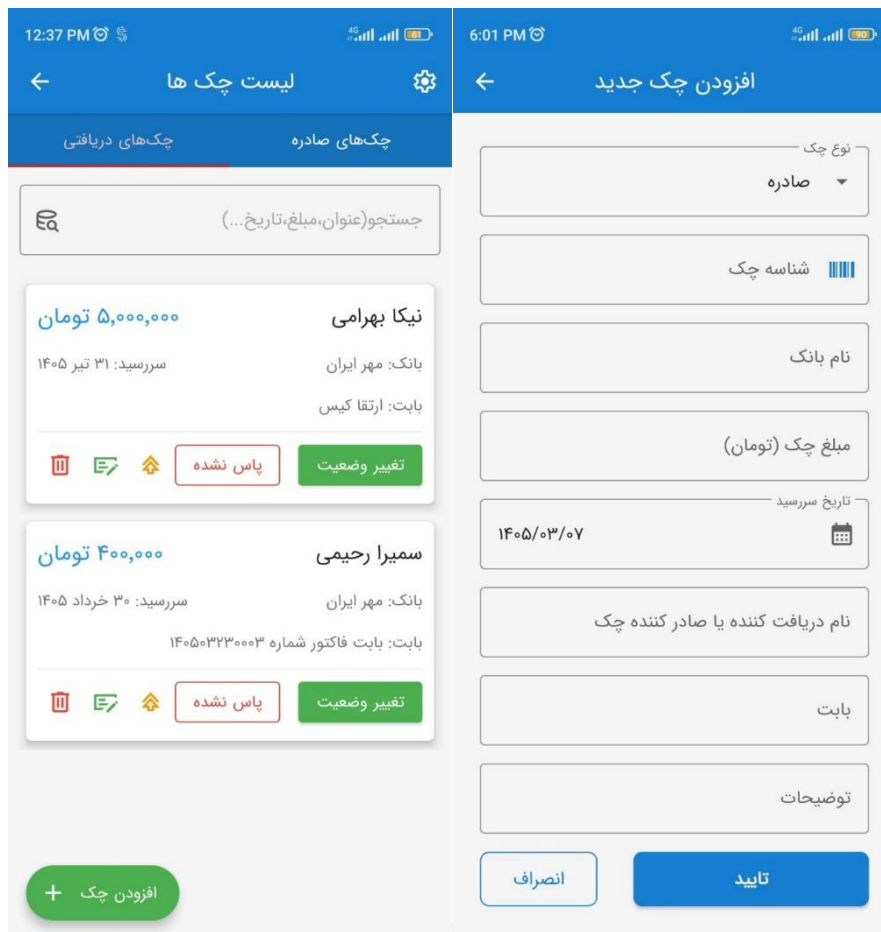 12:37 PM
4G
61
لیست چک ها
چک‌های صادره
چک‌های دریافتی
جستجو(عنوان،مبلغ،تاریخ...)
نیکا بهرامی
۵,۰۰۰,۰۰۰ تومان
بانک: مهر ایران
سررسید: ۳۱ تیر ۱۴۰۵
بابت: ارتقا کیس
تغییر وضعیت
پاس نشده
سمیرا رحیمی
۴۰۰,۰۰۰ تومان
بانک: مهر ایران
سررسید: ۳۰ خرداد ۱۴۰۵
بابت: بابت فاکتور شماره ۱۴۰۵۰۳۲۳۰۰۰۳
تغییر وضعیت
پاس نشده
افزودن چک +
6:01 PM
4G
90
افزودن چک جدید
نوع چک
صادره
شناسه چک
نام بانک
مبلغ چک (تومان)
تاریخ سررسید
۱۴۰۵/۰۳/۰۷
نام دریافت کننده یا صادر کننده چک
بابت
توضیحات
تایید
انصراف